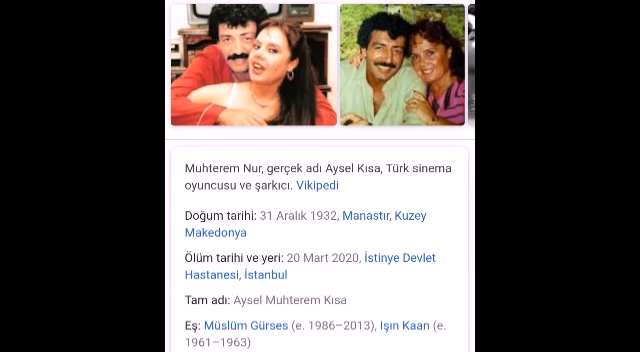 Muhterem Nur, gerçek adı Aysel Kısa, Türk sinema
oyuncusu ve şarkıcı. Vikipedi
Doğum tarihi: 31 Aralık 1932, Manastır, Kuzey
Makedonya
Ölüm tarihi ve yeri: 20 Mart 2020, İstinye Devlet
Hastanesi, İstanbul
Tam adı: Aysel Muhterem Kısa
Eş: Müslüm Gürses (e. 1986–2013), Işın Kaan (e.
1961–1963)